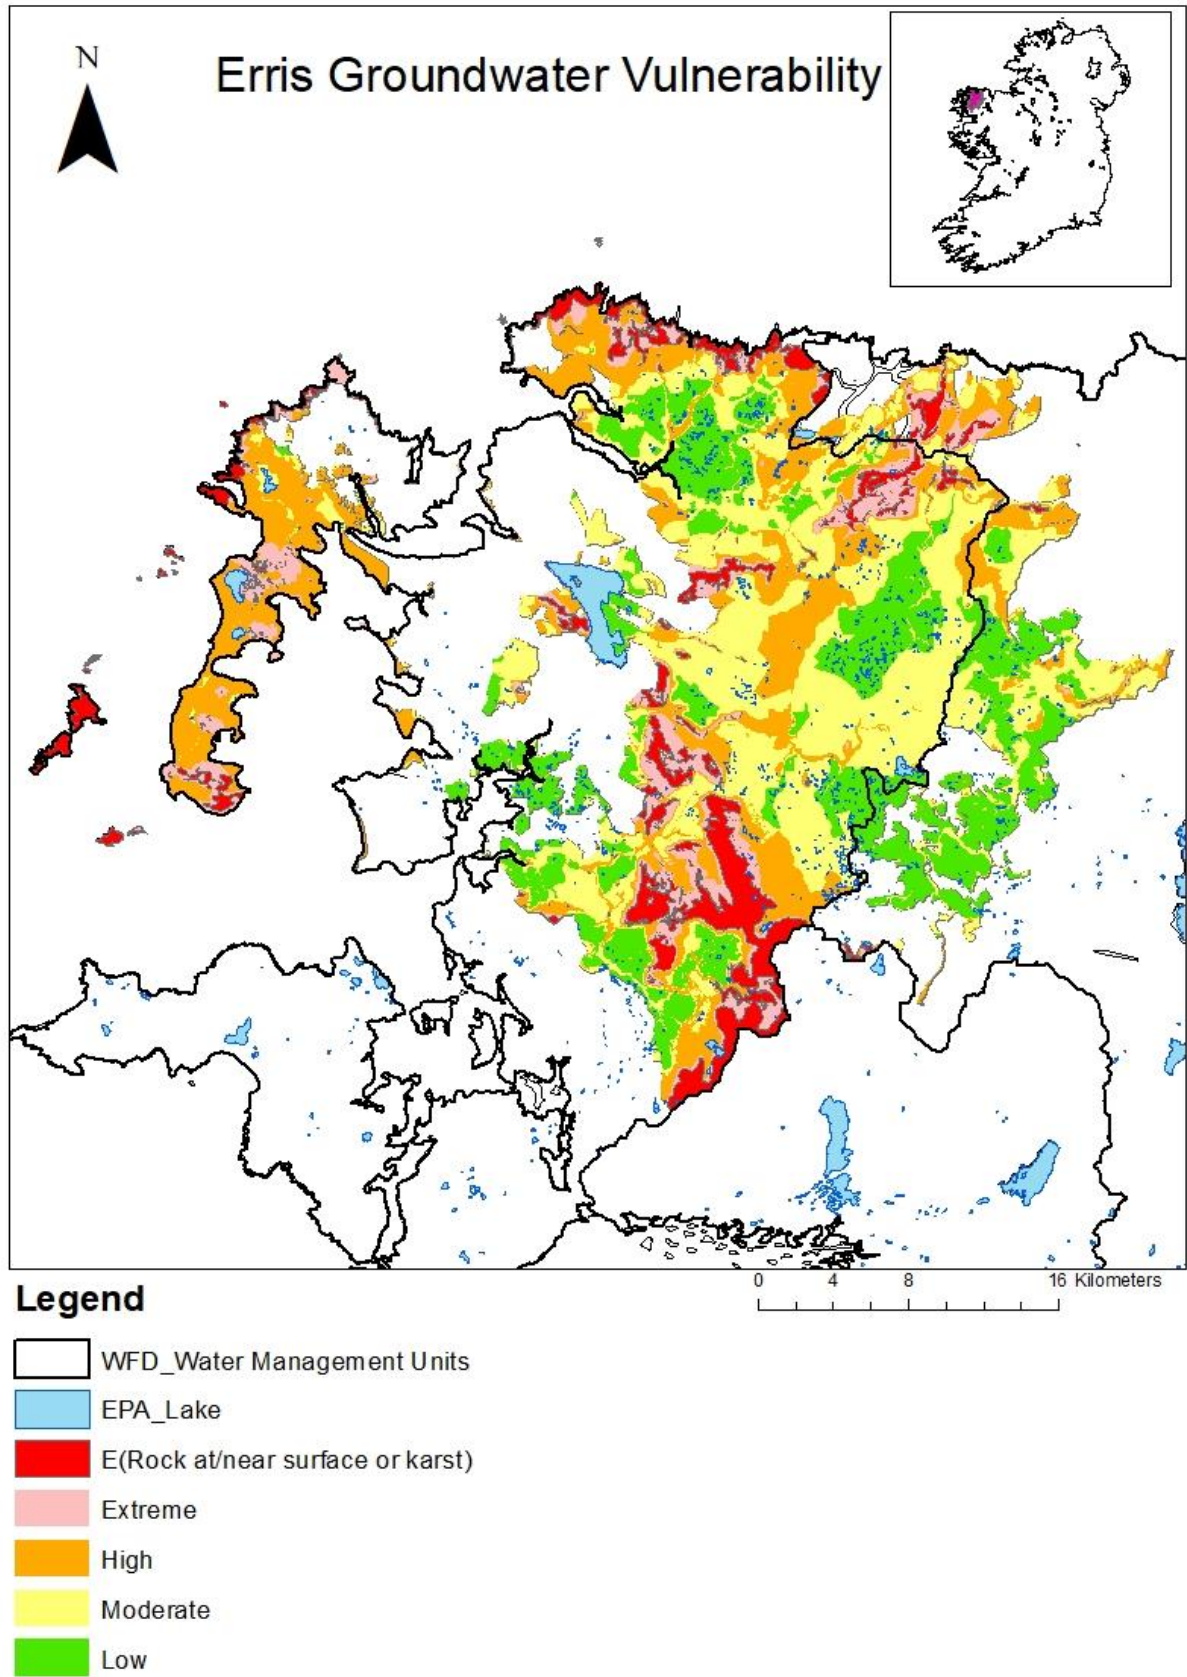 N
Erris Groundwater Vulnerability
0 4 8 16 Kilometers
Legend
WFD_Water Management Units
EPA_Lake
E(Rock at/near surface or karst)
Extreme
High
Moderate
Low